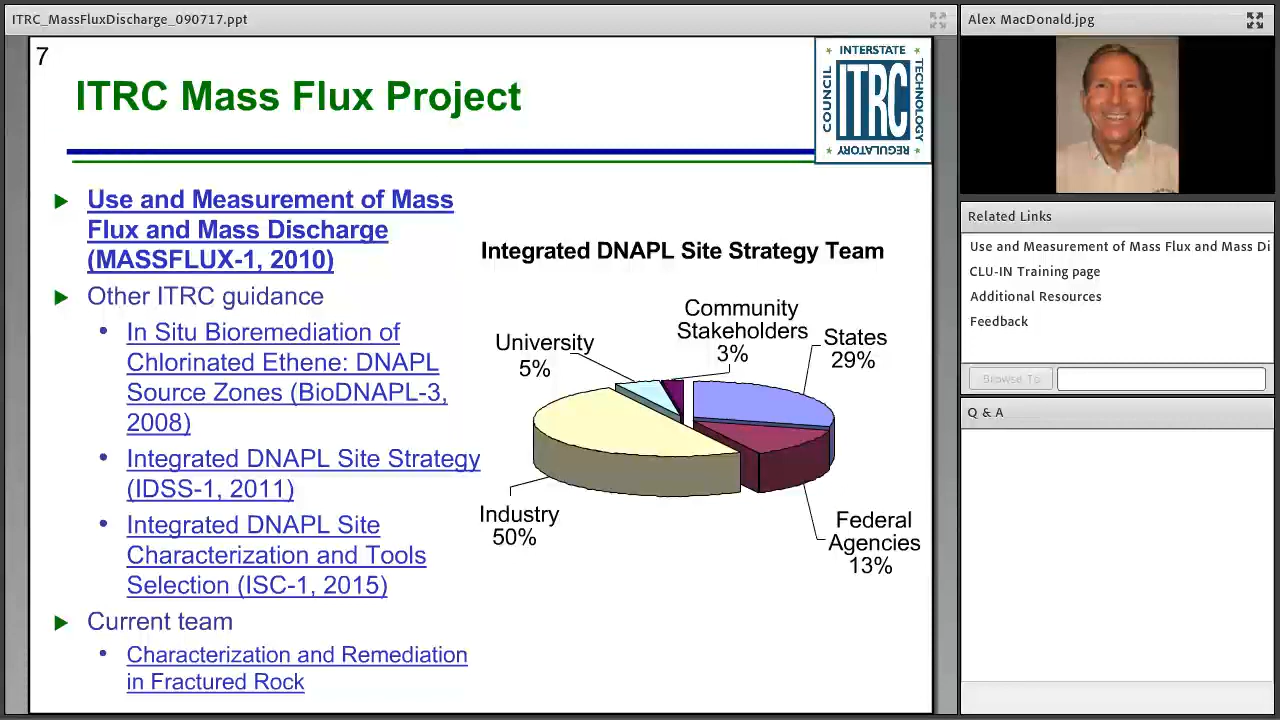 ITRC_MassFluxDischarge_090717.ppt
7
ITRC Mass Flux Project
INTERSTATE
COUNCIL
ITRC
TECHNOLOGY
REGULATORY
Use and Measurement of Mass
Flux and Mass Discharge
(MASSFLUX-1, 2010)
Other ITRC guidance
• In Situ Bioremediation of
Chlorinated Ethene: DNAPL
Source Zones (BioDNAPL-3,
2008)
• Integrated DNAPL Site Strategy
(IDSS-1, 2011)
• Integrated DNAPL Site
Characterization and Tools
Selection (ISC-1, 2015)
Current team
• Characterization and Remediation
in Fractured Rock
Integrated DNAPL Site Strategy Team
Community
Stakeholders
3%
University
5%
States
29%
Industry
50%
Federal
Agencies
13%
Alex MacDonald.jpg
Related Links
Use and Measurement of Mass Flux and Mass Di
CLU-IN Training page
Additional Resources
Feedback
Browse To
Q & A